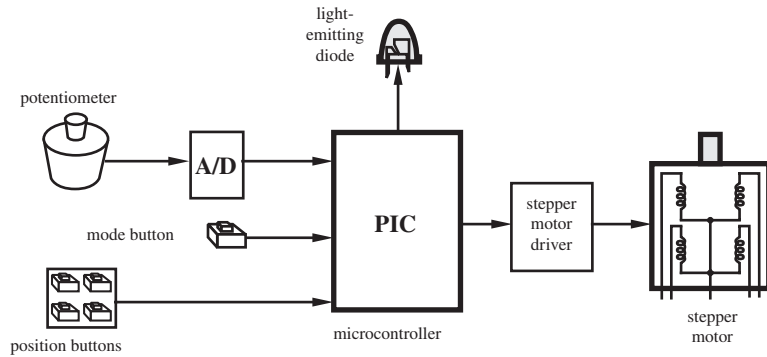 light-
emitting
diode
potentiometer
A/D
PIC
stepper
motor
driver
mode button
position buttons
microcontroller
stepper
motor